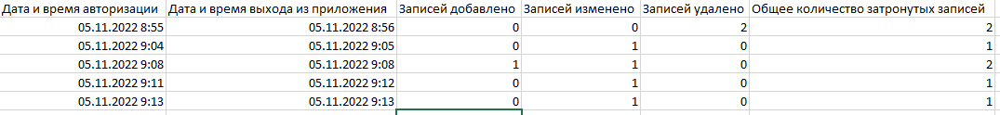 Дата и время авторизации Дата и время выхода из приложения Записей добавлено Записей изменено Записей удалено Общее количество затронутых записей
05.11.2022 8:55 05.11.2022 8:56 0 0 2 2
05.11.2022 9:04 05.11.2022 9:05 0 1 0 1
05.11.2022 9:08 05.11.2022 9:08 1 1 0 2
05.11.2022 9:11 05.11.2022 9:12 0 1 0 1
05.11.2022 9:13 05.11.2022 9:13 0 1 0 1